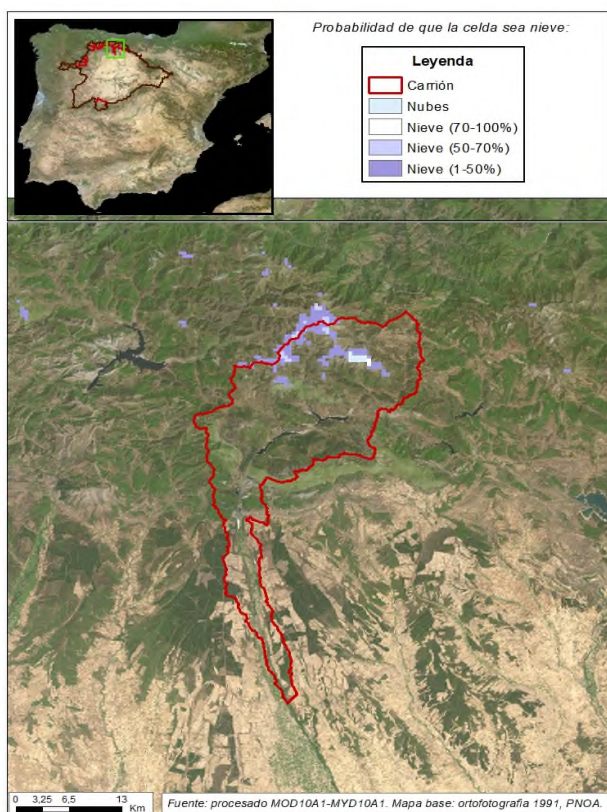 Probabilidad de que la celda sea nieve:
Leyenda
Carrión
Nubes
Nieve (70-100%)
Nieve (50-70%)
Nieve (1-50%)
0 3,25 6,5 13
Km
Fuente: procesado MOD10A1-MYD10A1. Mapa base: ortofotografía 1991, PNOA